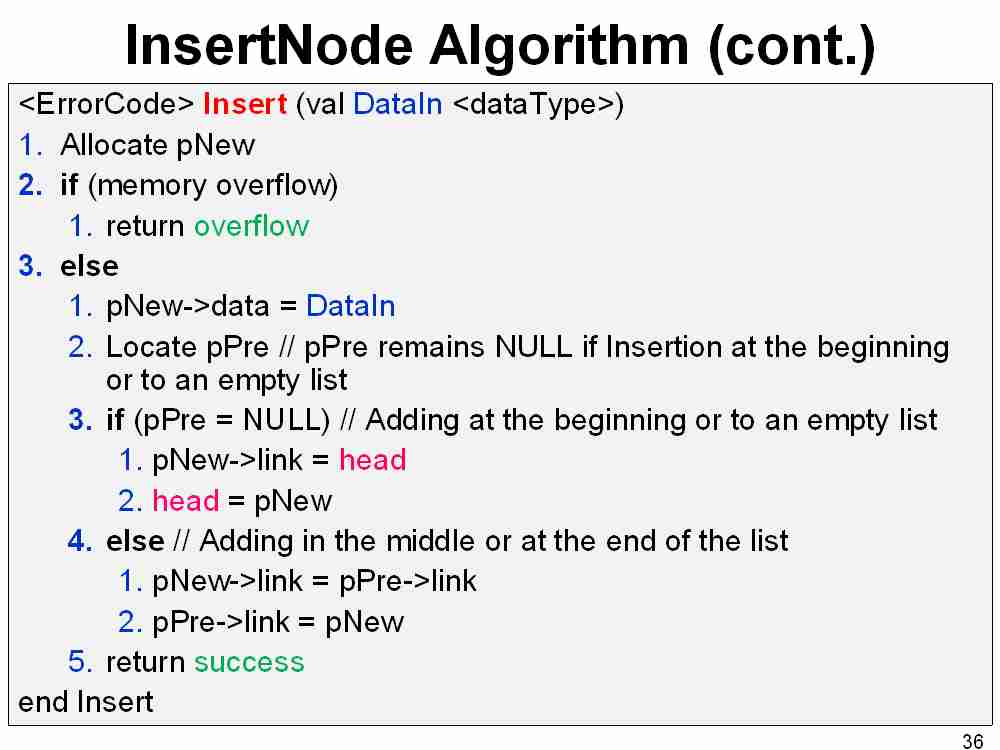 InsertNode Algorithm (cont.)
<ErrorCode> Insert (val DataIn <dataType>)
1. Allocate pNew
2. if (memory overflow)
1. return overflow
3. else
1. pNew->data = DataIn
2. Locate pPre // pPre remains NULL if Insertion at the beginning
or to an empty list
3. if (pPre = NULL) // Adding at the beginning or to an empty list
1. pNew->link = head
2. head = pNew
4. else // Adding in the middle or at the end of the list
1. pNew->link = pPre->link
2. pPre->link = pNew
5. return success
end Insert
36